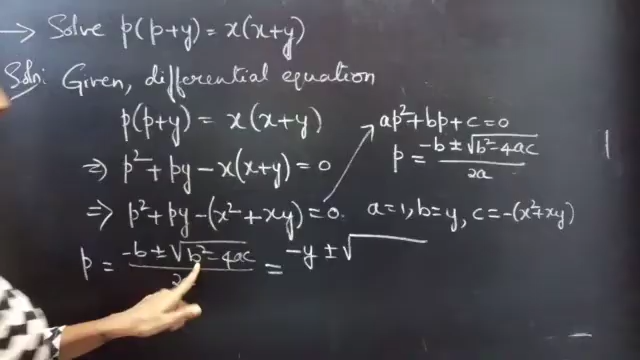 → Solve p(p+y) = x(x+y)
Soln: Given, differential equation
p(p+y) = x(x+y)
⇒ p² + py − x(x+y) = 0
⇒ p² + py − (x² + xy) = 0.
ap² + bp + c = 0
p = (−b ± √(b² − 4ac))/2a
a=1, b=y, c=−(x²+xy)
p = (−b ± √(b² − 4ac))/2 = −y ± √